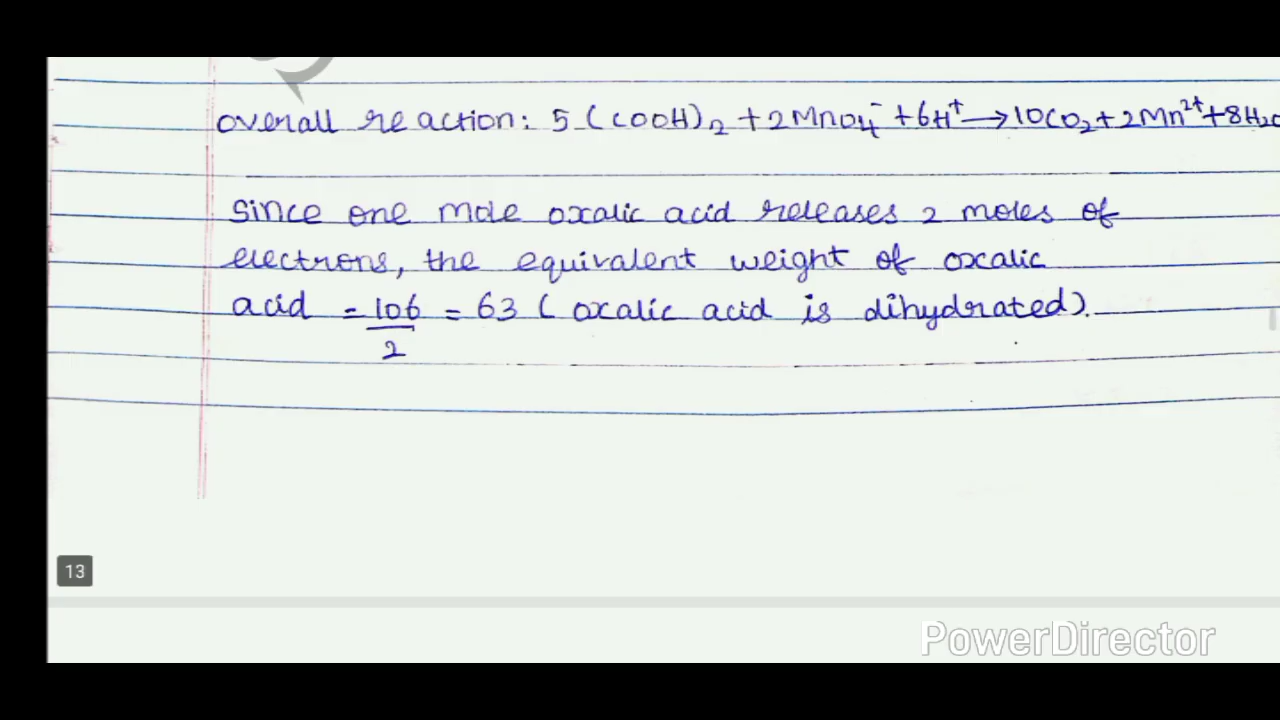 overall reaction: 5(COOH)2 + 2MnO4- + 6H+ → 10CO2 + 2Mn2+ + 8H2O
Since one mole oxalic acid releases 2 moles of
electrons, the equivalent weight of oxalic
acid = 106/2 = 63 ( oxalic acid is dihydrated).
13
PowerDirector